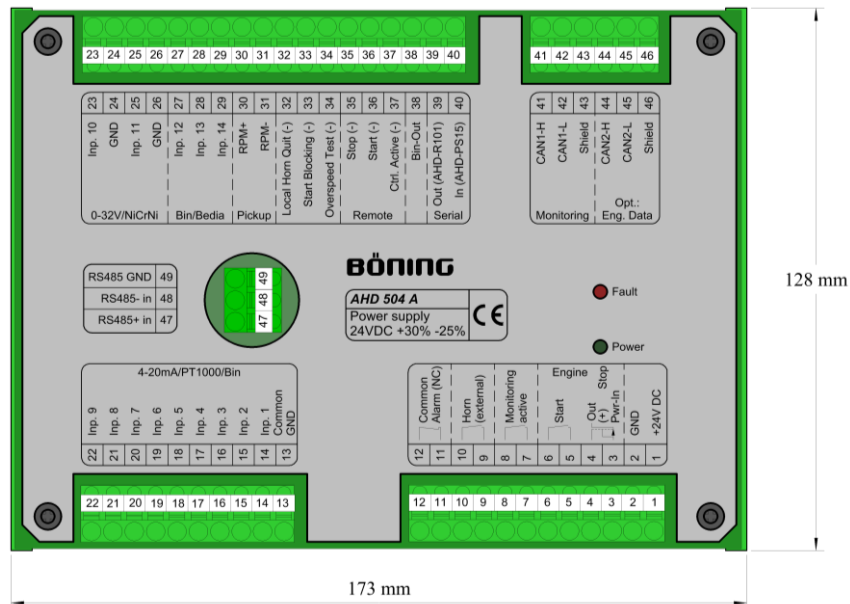 23 24 25 26 27 28 29 30 31 32 33 34 35 36 37 38 39 40
41 42 43 44 45 46
23 24 25 26 27 28 29 30 31 32 33 34 35 36 37 38 39 40
Inp. 10
GND
Inp. 11
GND
Inp. 12
Inp. 13
Inp. 14
RPM+
RPM-
Local Horn Quit (-)
Start Blocking (-)
Overspeed Test (-)
Stop (-)
Start (-)
Ctrl. Active (-)
Bin-Out
Out (AHD-R101)
In (AHD-PS15)
0-32V/NiCrNi Bin/Bedia Pickup Remote Serial
41 42 43 44 45 46
CAN1-H
CAN1-L
Shield
CAN2-H
CAN2-L
Shield
Monitoring
Opt.:
Eng. Data
RS485 GND 49
RS485- in 48
RS485+ in 47
49
48
47
BÖNING
AHD 504 A
Power supply
24VDC +30% -25%
CE
Fault
Power
128 mm
4-20mA/PT1000/Bin
Inp. 9
Inp. 8
Inp. 7
Inp. 6
Inp. 5
Inp. 4
Inp. 3
Inp. 2
Inp. 1
Common
GND
22 21 20 19 18 17 16 15 14 13
Engine
Common
Alarm (NC)
Horn
(external)
Monitoring
active
Start
Stop
Out
(+)
Pwr-In
GND
+24V DC
12 11 10 9 8 7 6 5 4 3 2 1
22 21 20 19 18 17 16 15 14 13
12 11 10 9 8 7 6 5 4 3 2 1
173 mm